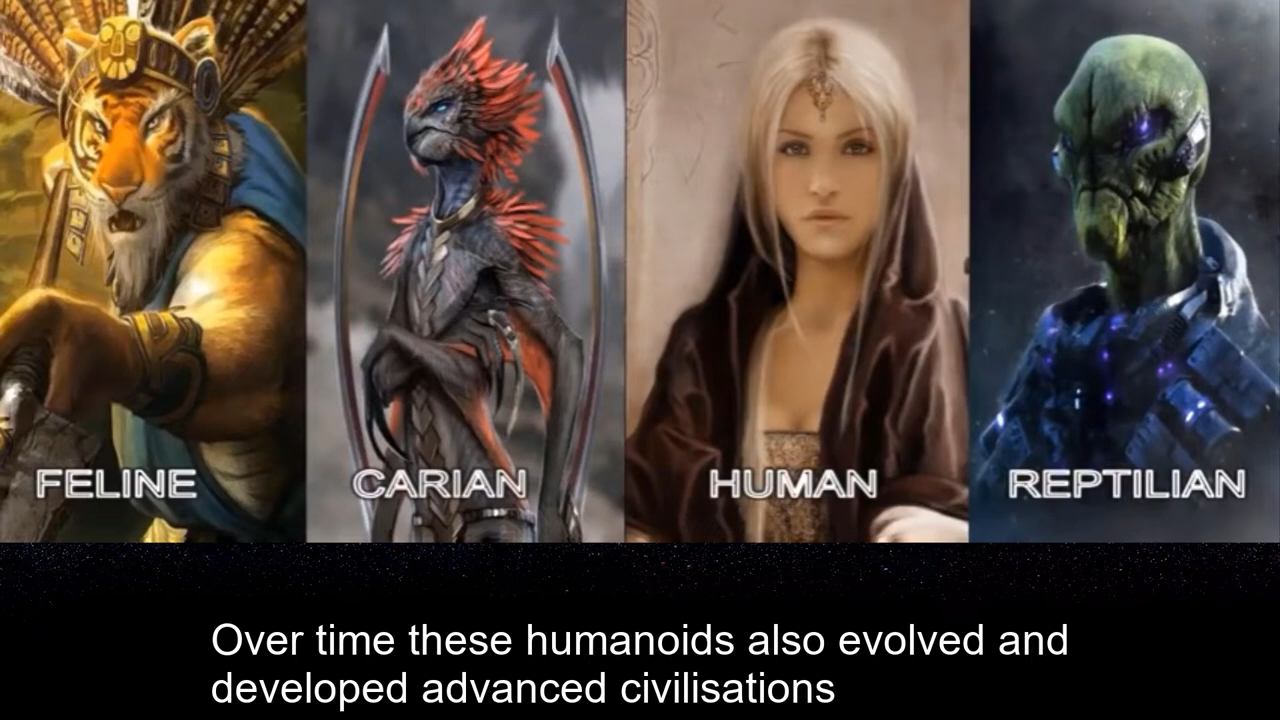 FELINE
CARIAN
HUMAN
REPTILIAN
Over time these humanoids also evolved and
developed advanced civilisations